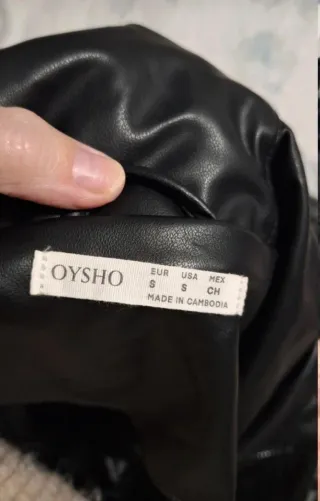 OYSHO
EUR USA MEX
S S CH
MADE IN CAMBODIA